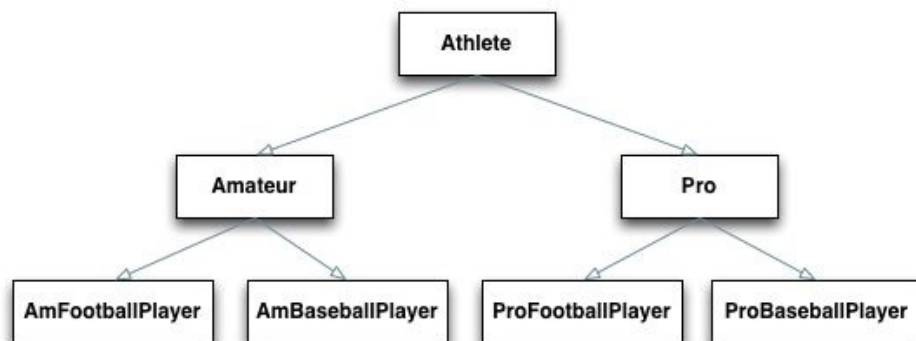 Athlete
Amateur
Pro
AmFootballPlayer
AmBaseballPlayer
ProFootballPlayer
ProBaseballPlayer